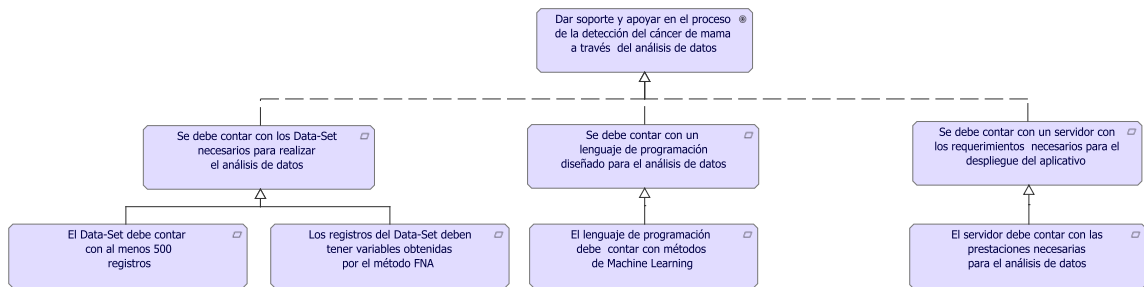 Dar soporte y apoyar en el proceso
de la detección del cáncer de mama
a través del análisis de datos
Se debe contar con los Data-Set
necesarios para realizar
el análisis de datos
Se debe contar con un
lenguaje de programación
diseñado para el análisis de datos
Se debe contar con un servidor con
los requerimientos necesarios para el
despliegue del aplicativo
El Data-Set debe contar
con al menos 500
registros
Los registros del Data-Set deben
tener variables obtenidas
por el método FNA
El lenguaje de programación
debe contar con métodos
de Machine Learning
El servidor debe contar con las
prestaciones necesarias
para el análisis de datos